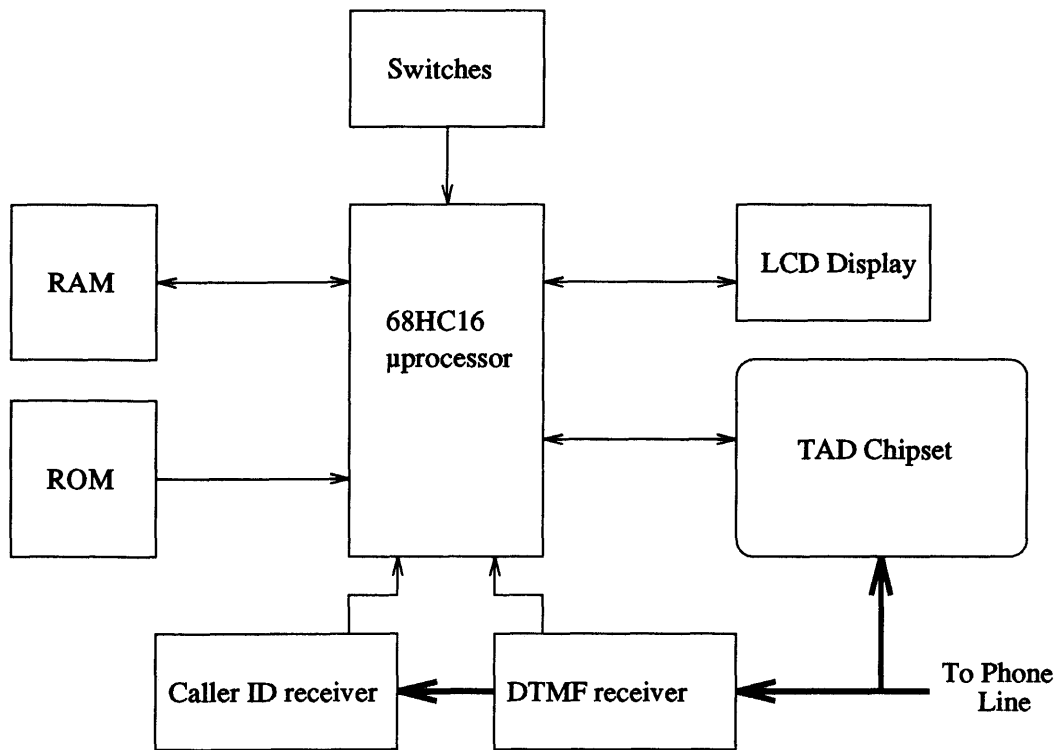 Switches
RAM
68HC16
µprocessor
LCD Display
ROM
TAD Chipset
Caller ID receiver
DTMF receiver
To Phone
Line